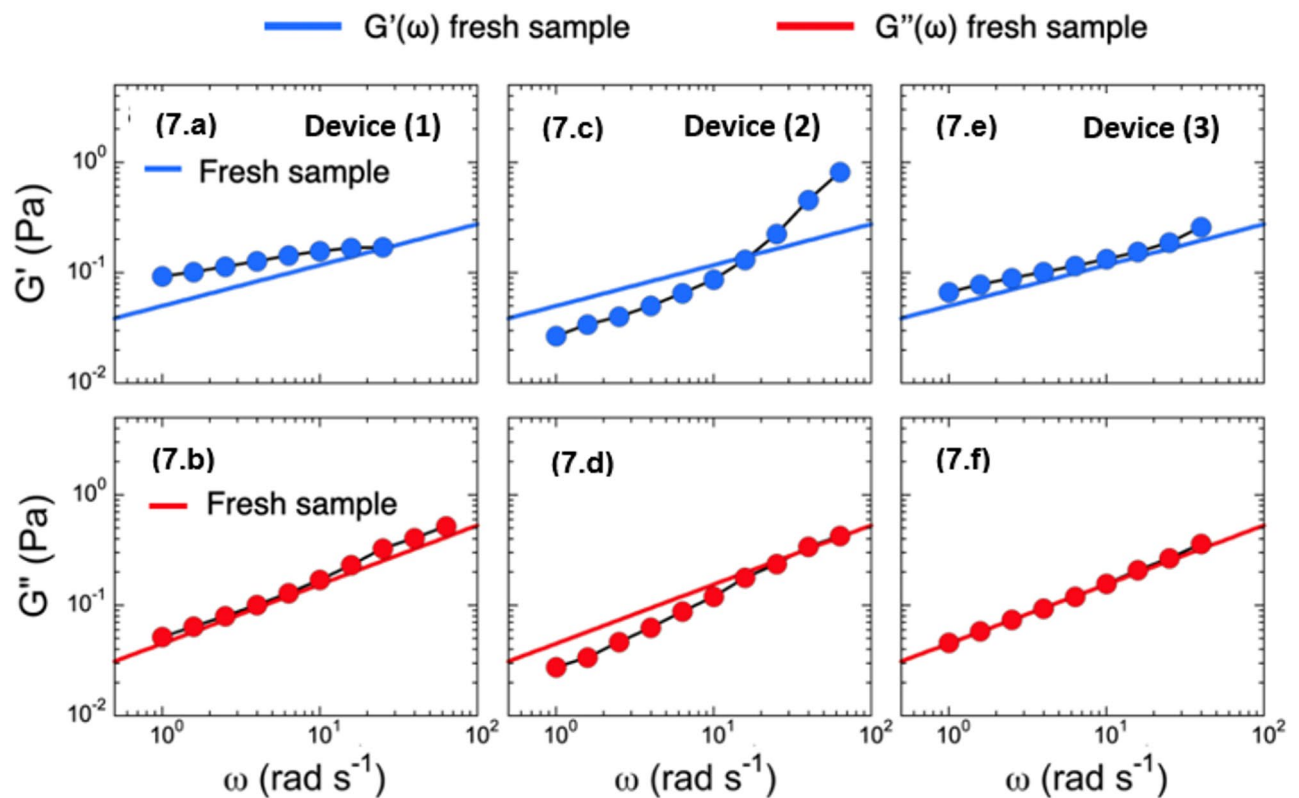 G'(ω) fresh sample G"(ω) fresh sample
(7.a) Device (1) (7.c) Device (2) (7.e) Device (3)
Fresh sample
10⁰
10⁻¹
10⁻²
G' (Pa)
(7.b) (7.d) (7.f)
Fresh sample
10⁰
10⁻¹
10⁻²
G" (Pa)
10⁰ 10¹ 10² 10⁰ 10¹ 10² 10⁰ 10¹ 10²
ω (rad s⁻¹) ω (rad s⁻¹) ω (rad s⁻¹)